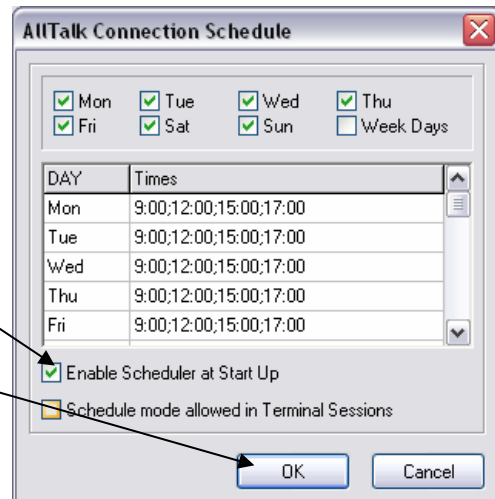 AllTalk Connection Schedule
Mon Tue Wed Thu
Fri Sat Sun Week Days
DAY Times
Mon 9:00;12:00;15:00;17:00
Tue 9:00;12:00;15:00;17:00
Wed 9:00;12:00;15:00;17:00
Thu 9:00;12:00;15:00;17:00
Fri 9:00;12:00;15:00;17:00
Enable Scheduler at Start Up
Schedule mode allowed in Terminal Sessions
OK Cancel